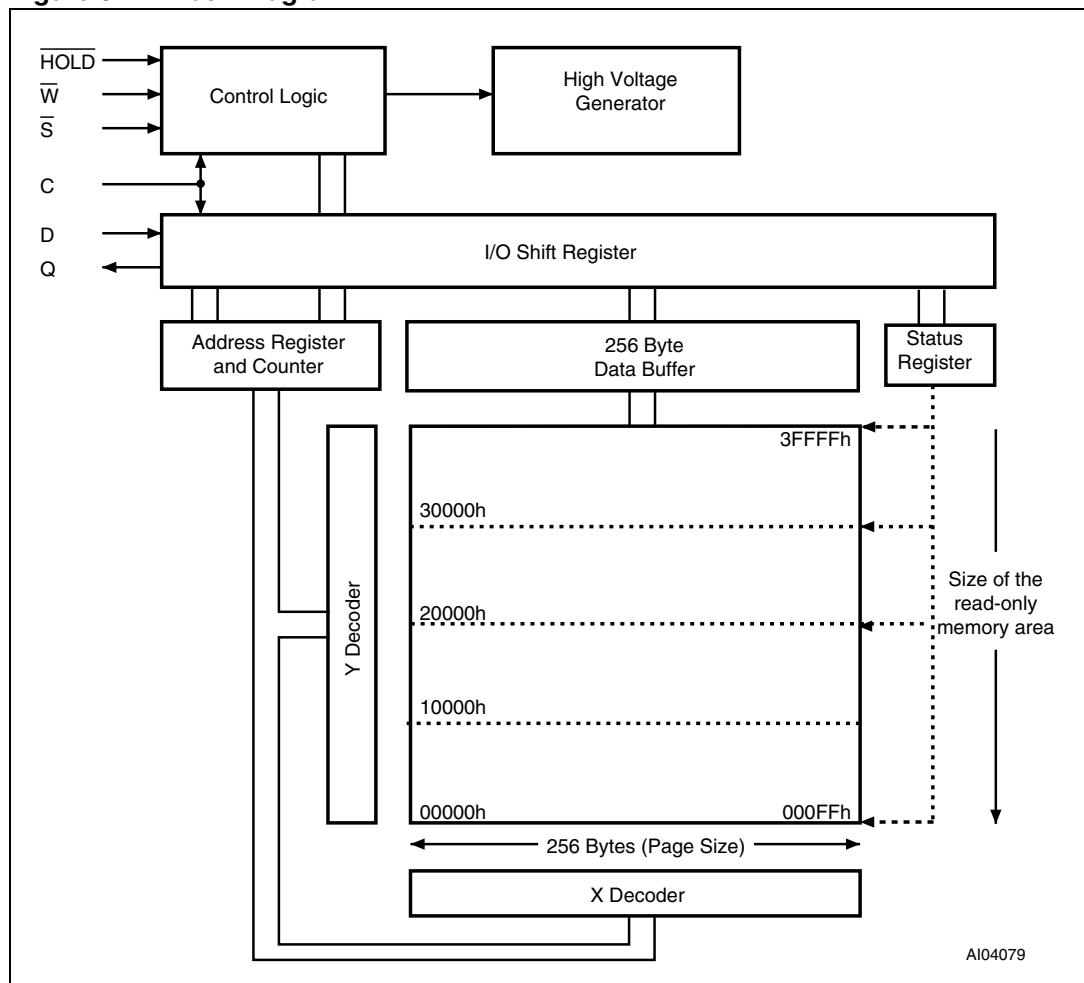 HOLD
W
S
C
D
Q
Control Logic
High Voltage
Generator
I/O Shift Register
Address Register
and Counter
256 Byte
Data Buffer
Status
Register
Y Decoder
3FFFFh
30000h
20000h
10000h
00000h
000FFh
Size of the
read-only
memory area
256 Bytes (Page Size)
X Decoder
AI04079